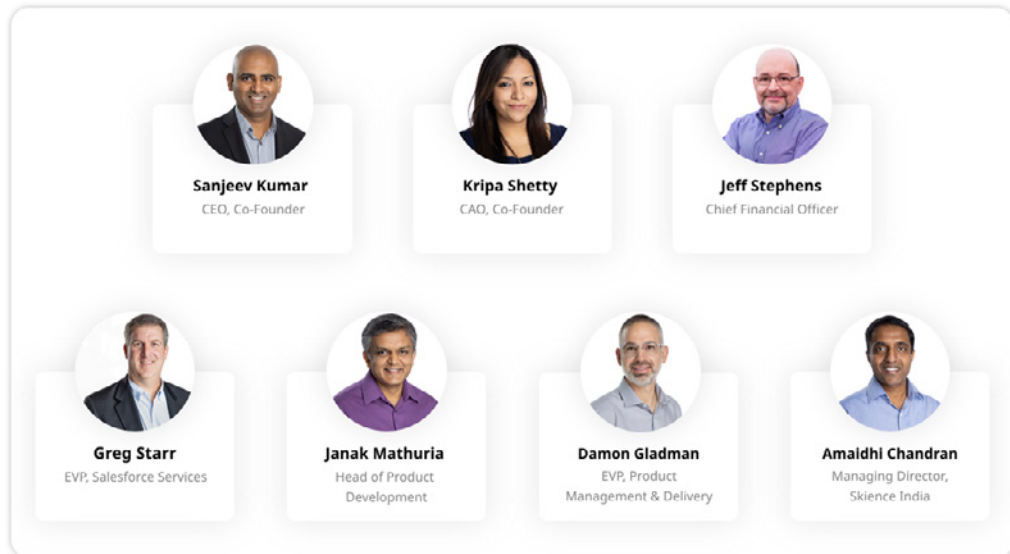 Sanjeev Kumar
CEO, Co-Founder
Kripa Shetty
CAO, Co-Founder
Jeff Stephens
Chief Financial Officer
Greg Starr
EVP, Salesforce Services
Janak Mathuria
Head of Product
Development
Damon Gladman
EVP, Product
Management & Delivery
Amaidhi Chandran
Managing Director,
Skience India